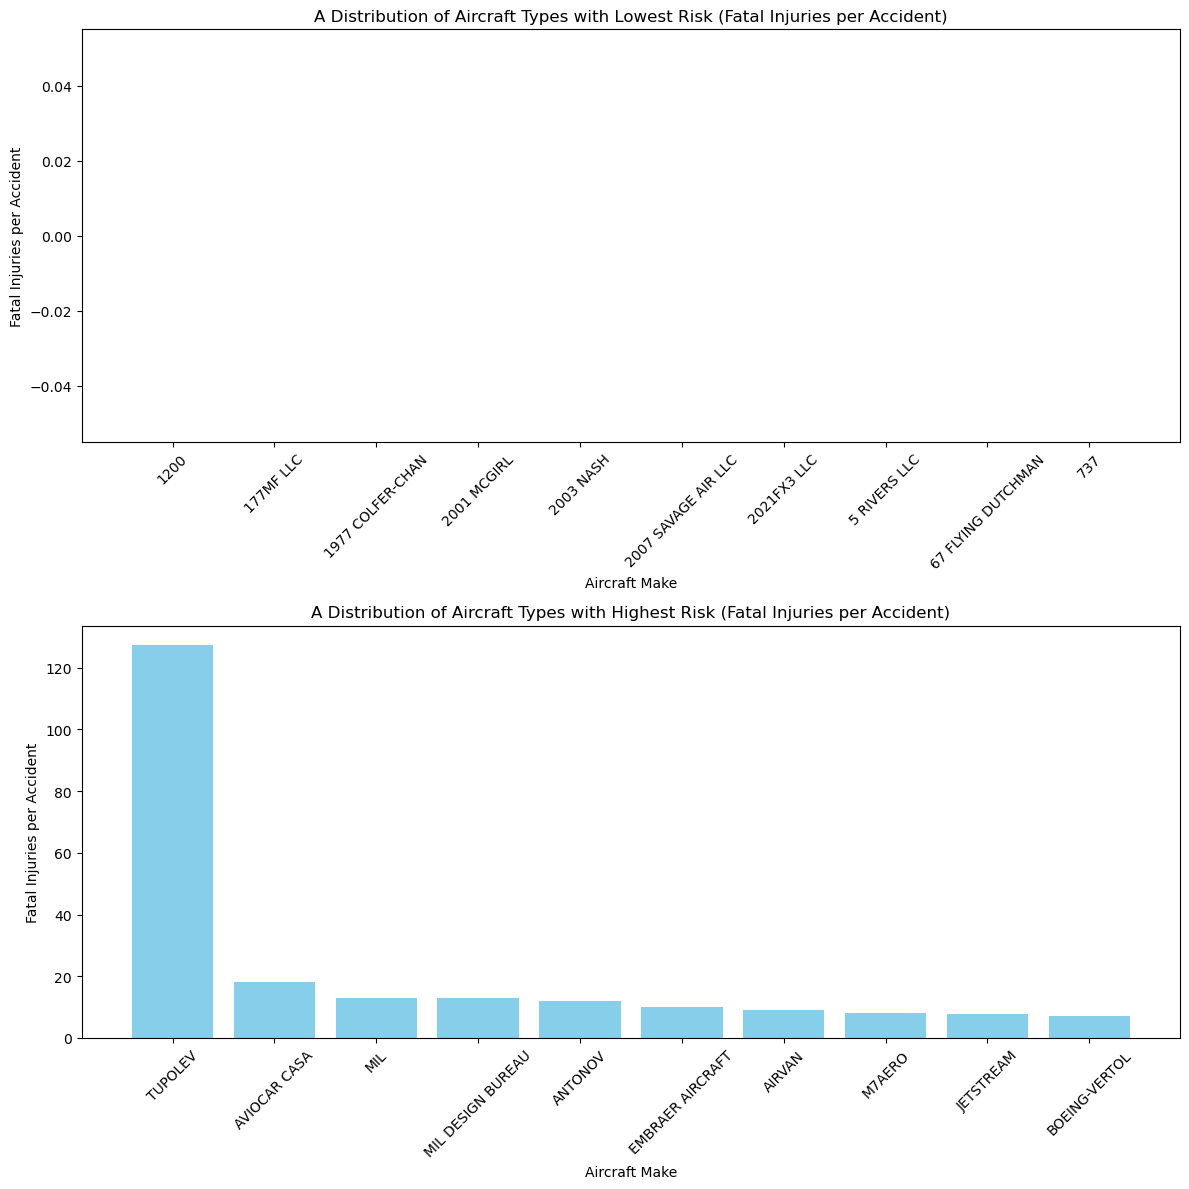 A Distribution of Aircraft Types with Lowest Risk (Fatal Injuries per Accident)
Fatal Injuries per Accident
0.04
0.02
0.00
−0.02
−0.04
1200
177MF LLC
1977 COLFER-CHAN
2001 MCGIRL
2003 NASH
2007 SAVAGE AIR LLC
2021FX3 LLC
5 RIVERS LLC
67 FLYING DUTCHMAN
737
Aircraft Make
A Distribution of Aircraft Types with Highest Risk (Fatal Injuries per Accident)
Fatal Injuries per Accident
120
100
80
60
40
20
0
TUPOLEV
AVIOCAR CASA
MIL
MIL DESIGN BUREAU
ANTONOV
EMBRAER AIRCRAFT
AIRVAN
M7AERO
JETSTREAM
BOEING-VERTOL
Aircraft Make